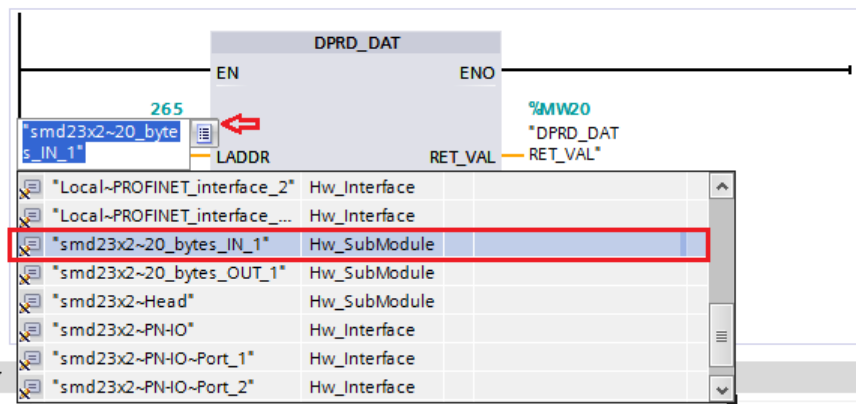 DPRD_DAT
EN ENO
265 %MW20
"smd23x2~20_byte "DPRD_DAT
s_IN_1" LADDR RET_VAL RET_VAL"
"Local~PROFINET_interface_2" Hw_Interface
"Local~PROFINET_interface_... Hw_Interface
"smd23x2~20_bytes_IN_1" Hw_SubModule
"smd23x2~20_bytes_OUT_1" Hw_SubModule
"smd23x2~Head" Hw_SubModule
"smd23x2~PN-IO" Hw_Interface
"smd23x2~PN-IO~Port_1" Hw_Interface
"smd23x2~PN-IO~Port_2" Hw_Interface